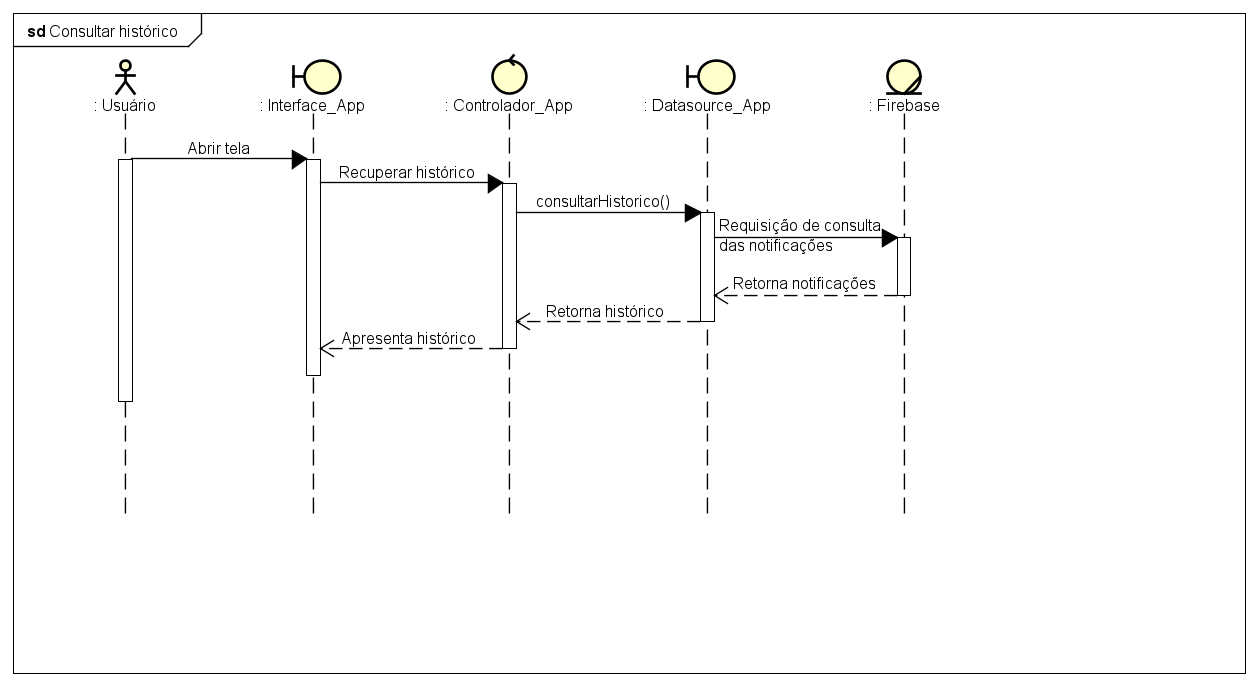 sd Consultar histórico
: Usuário
: Interface_App
: Controlador_App
: Datasource_App
: Firebase
Abrir tela
Recuperar histórico
consultarHistorico()
Requisição de consulta
das notificações
Retorna notificações
Retorna histórico
Apresenta histórico